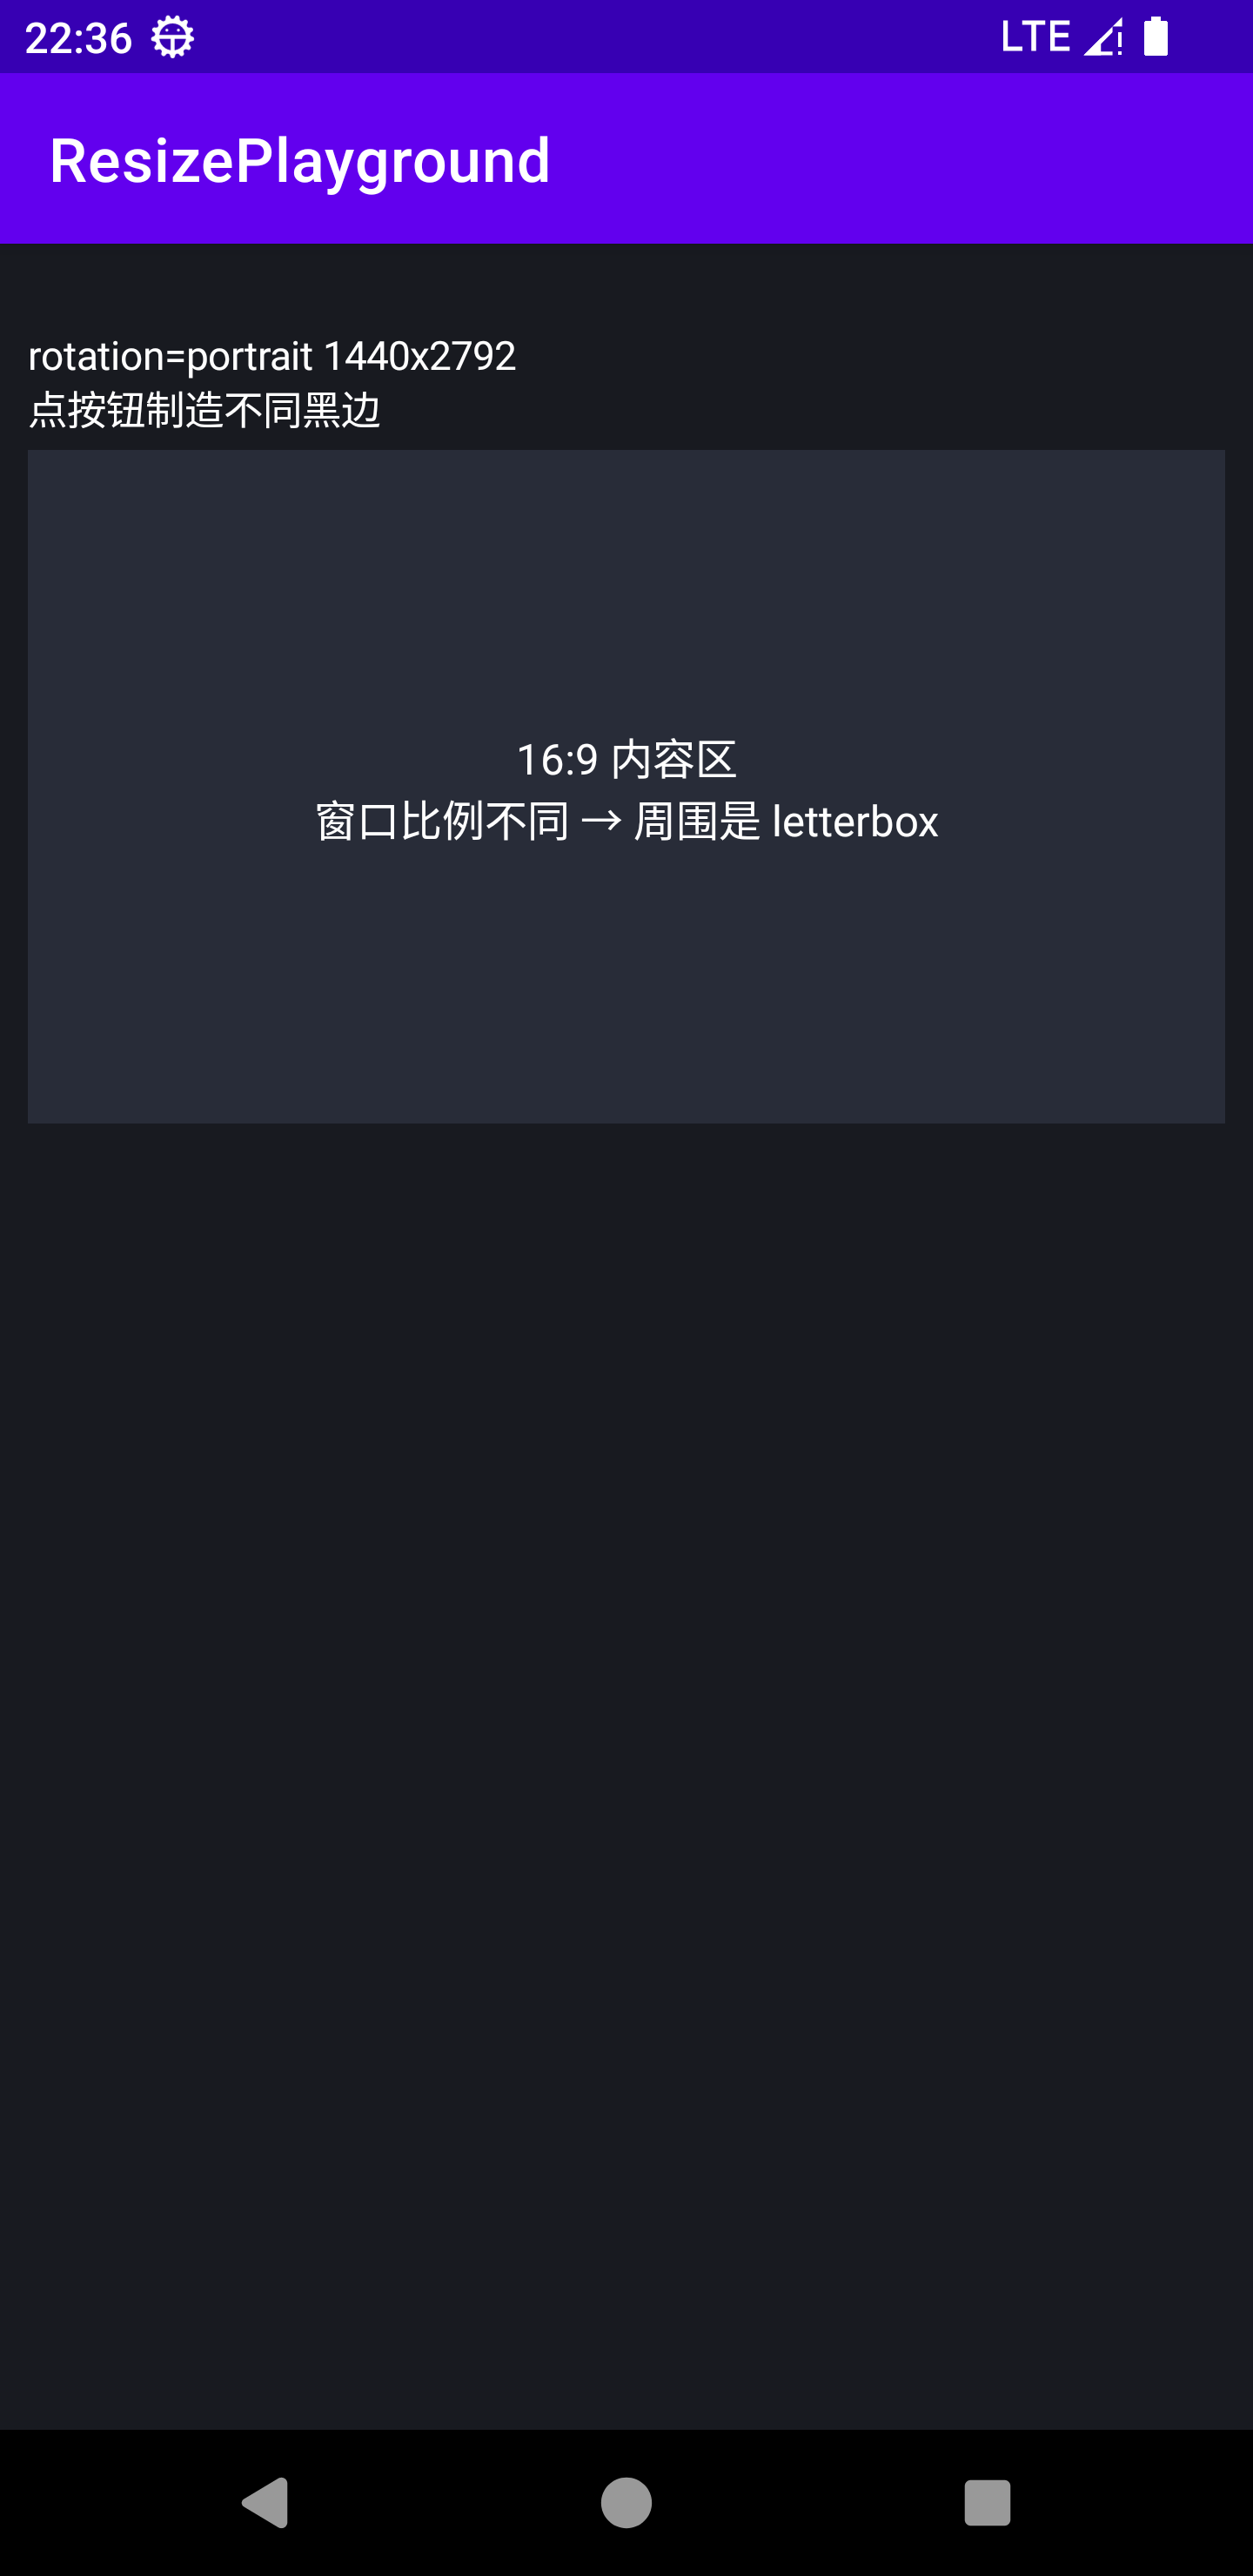 22:36 LTE
ResizePlayground
rotation=portrait 1440x2792
点按钮制造不同黑边
16:9 内容区
窗口比例不同 → 周围是 letterbox